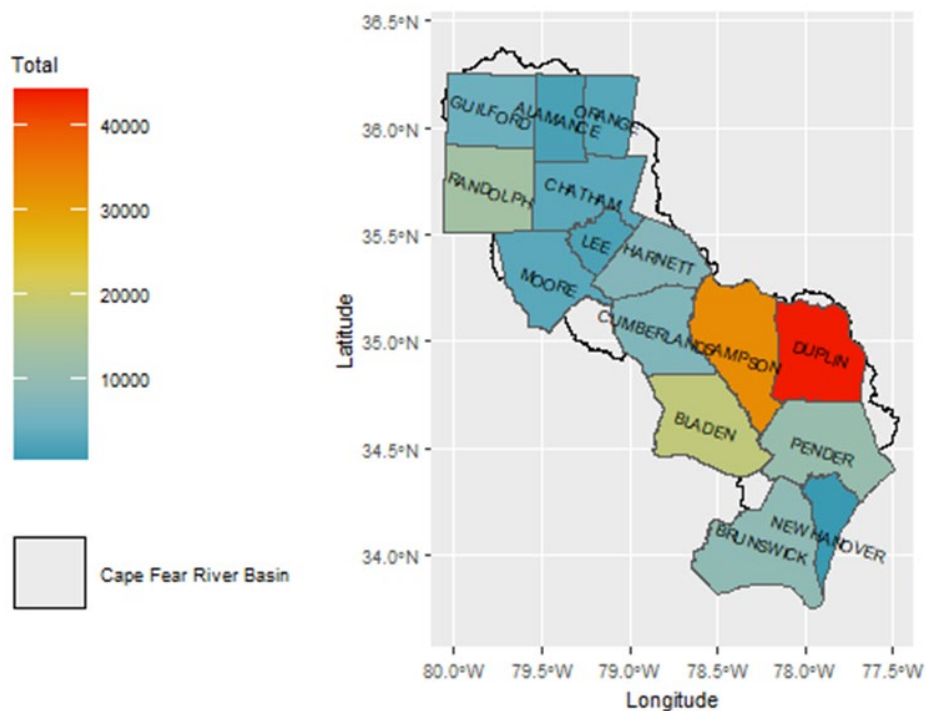 Total
40000
30000
20000
10000
Cape Fear River Basin
Latitude
36.5°N
36.0°N
35.5°N
35.0°N
34.5°N
34.0°N
GUILFORD
ALAMANCE
ORANGE
RANDOLPH
CHATHAM
LEE
HARNETT
MOORE
CUMBERLAND
SAMPSON
DUPLIN
BLADEN
PENDER
NEW HANOVER
BRUNSWICK
80.0°W 79.5°W 79.0°W 78.5°W 78.0°W 77.5°W
Longitude